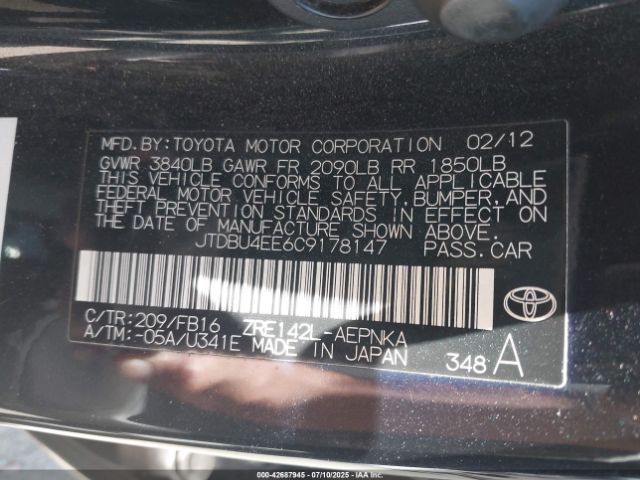 MFD.BY:TOYOTA MOTOR CORPORATION 02/12
GVWR 3840LB GAWR FR 2090LB RR 1850LB
THIS VEHICLE CONFORMS TO ALL APPLICABLE
FEDERAL MOTOR VEHICLE SAFETY,BUMPER,AND
THEFT PREVENTION STANDARDS IN EFFECT ON
THE DATE OF MANUFACTURE SHOWN ABOVE.
JTDBU4EE6C9178147 PASS.CAR
C/TR:209/FB16 ZRE142L-AEPNKA
A/TM:-05A/U341E MADE IN JAPAN 348 A
© - 42687945 - 07/10/2025 - IAAI.COM